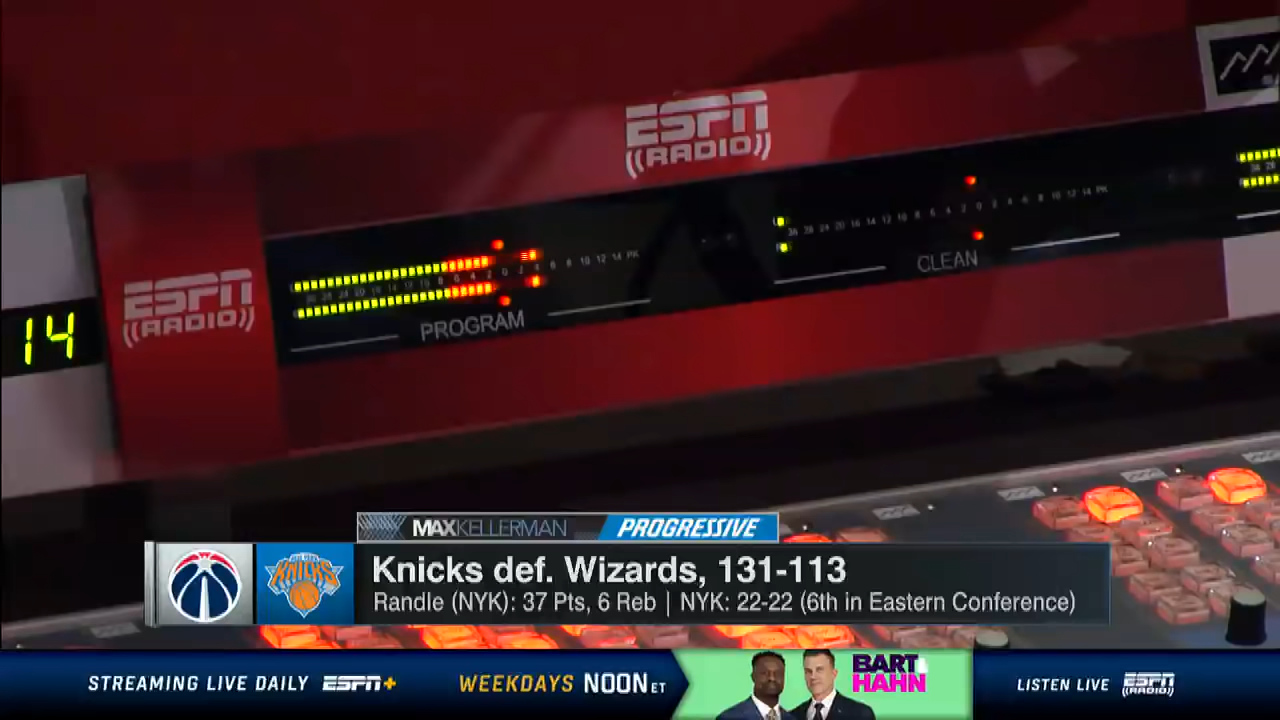 ESPN
((RADIO))
ESPN
((RADIO))
14
PROGRAM
CLEAN
MAXKELLERMAN PROGRESSIVE
KNICKS
Knicks def. Wizards, 131-113
Randle (NYK): 37 Pts, 6 Reb | NYK: 22-22 (6th in Eastern Conference)
STREAMING LIVE DAILY ESPN+ WEEKDAYS NOON ET
BART
HAHN
LISTEN LIVE ESPN
((RADIO))